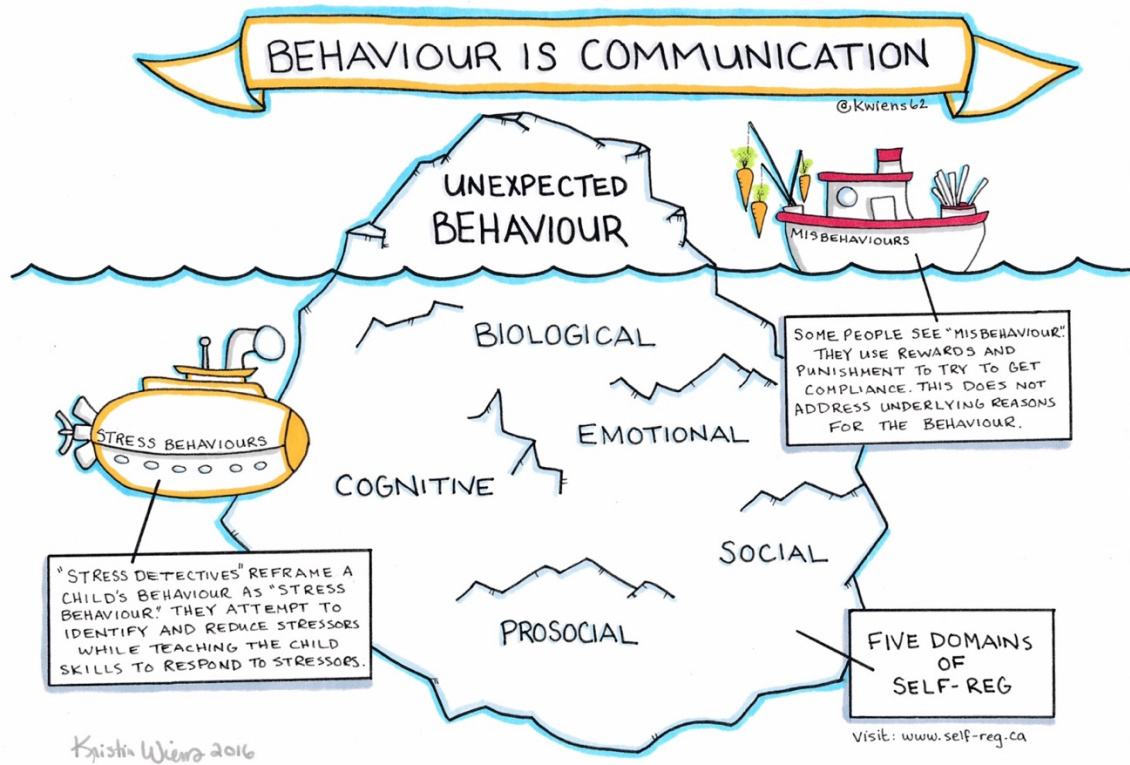 BEHAVIOUR IS COMMUNICATION
@kwiens62
UNEXPECTED
BEHAVIOUR
MISBEHAVIOURS
BIOLOGICAL
EMOTIONAL
COGNITIVE
SOCIAL
PROSOCIAL
SOME PEOPLE SEE "MISBEHAVIOUR."
THEY USE REWARDS AND
PUNISHMENT TO TRY TO GET
COMPLIANCE. THIS DOES NOT
ADDRESS UNDERLYING REASONS
FOR THE BEHAVIOUR.
STRESS BEHAVIOURS
"STRESS DETECTIVES" REFRAME A
CHILD'S BEHAVIOUR AS "STRESS
BEHAVIOUR." THEY ATTEMPT TO
IDENTIFY AND REDUCE STRESSORS
WHILE TEACHING THE CHILD
SKILLS TO RESPOND TO STRESSORS.
FIVE DOMAINS
OF
SELF-REG
Visit: www.self-reg.ca
Kristin Wiens 2016